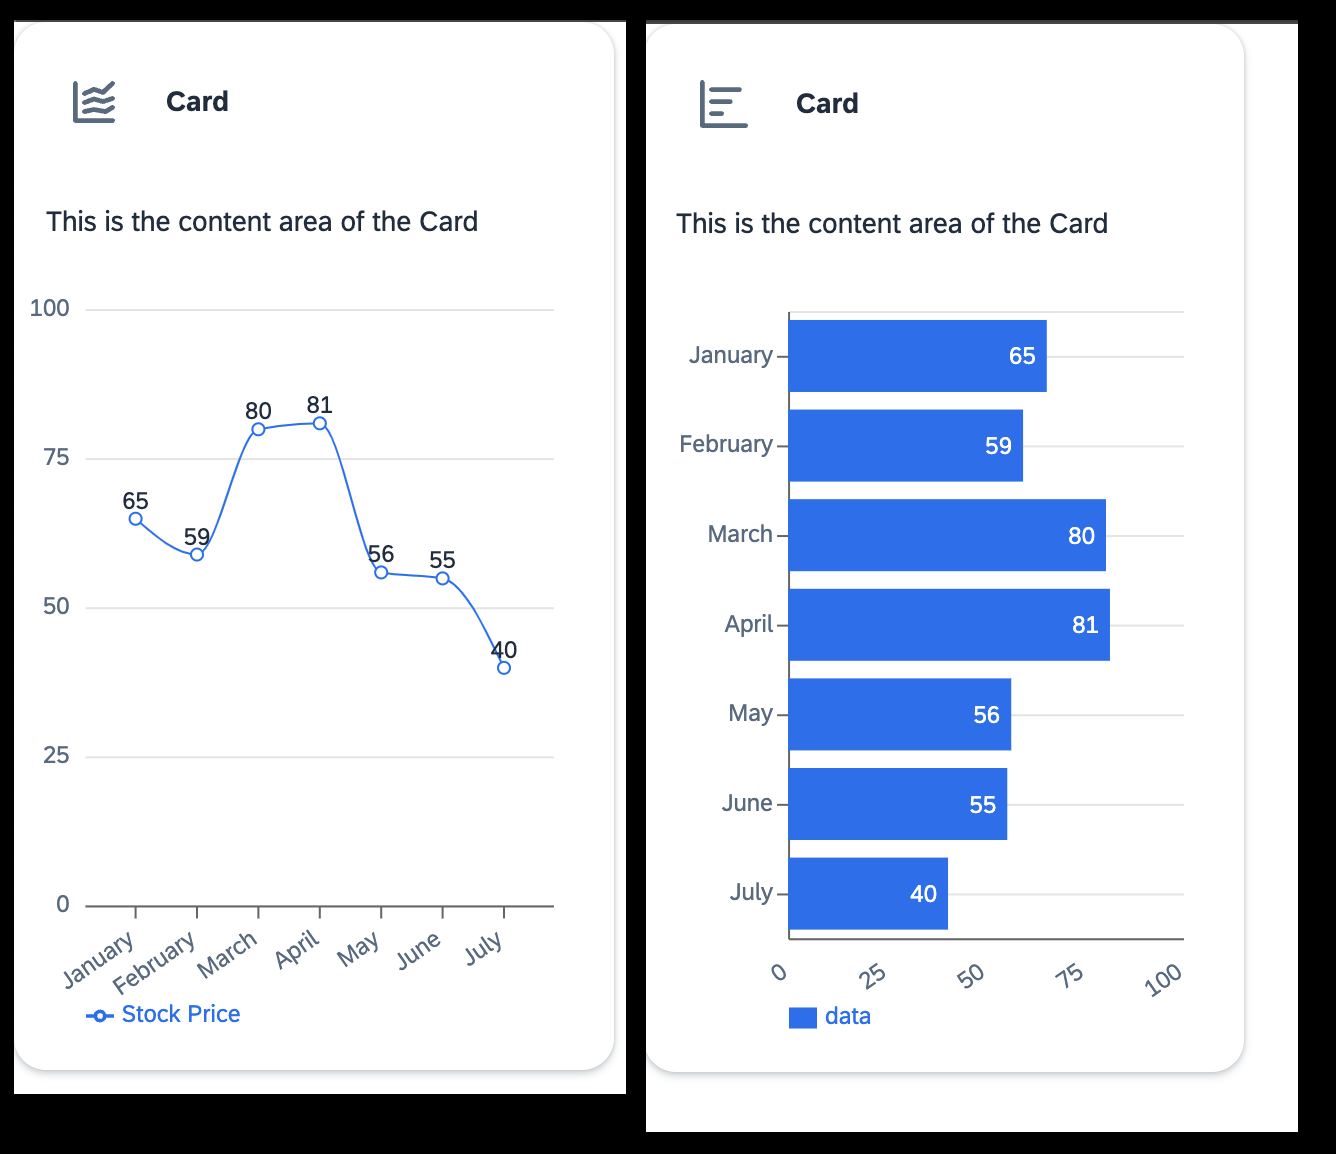 Card
This is the content area of the Card
100
75
50
25
0
65
59
80
81
56
55
40
January
February
March
April
May
June
July
Stock Price
Card
This is the content area of the Card
January
65
February
59
March
80
April
81
May
56
June
55
July
40
0
25
50
75
100
data